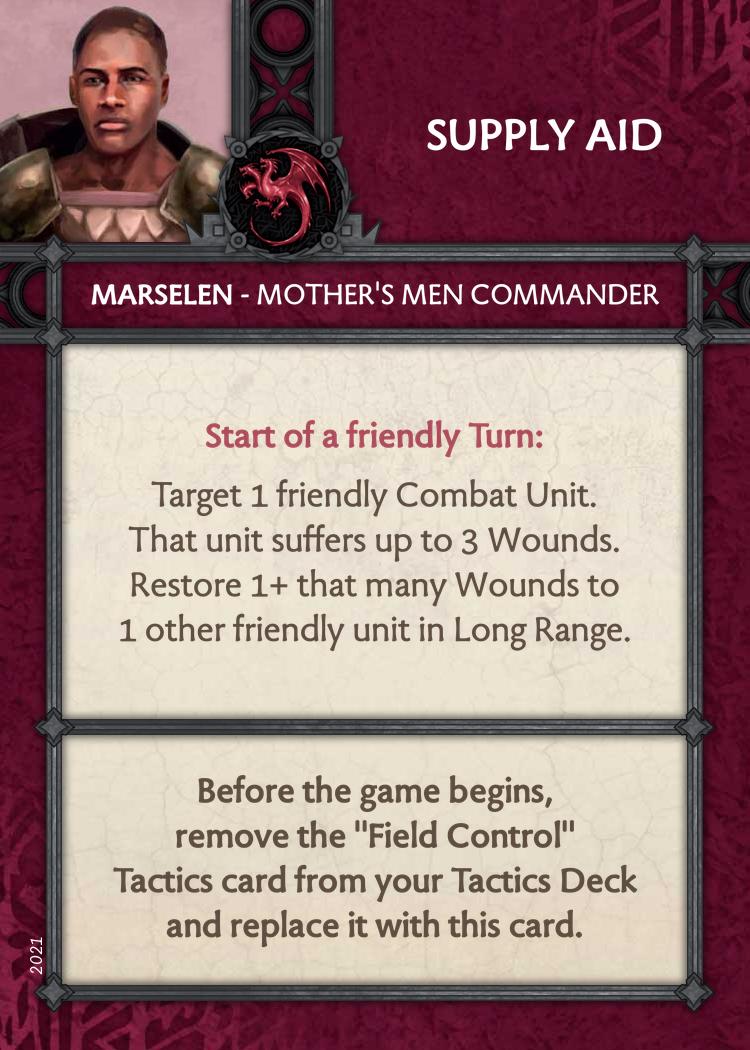 SUPPLY AID
MARSELEN - MOTHER'S MEN COMMANDER
Start of a friendly Turn:
Target 1 friendly Combat Unit.
That unit suffers up to 3 Wounds.
Restore 1+ that many Wounds to
1 other friendly unit in Long Range.
Before the game begins,
remove the "Field Control"
Tactics card from your Tactics Deck
and replace it with this card.
2021